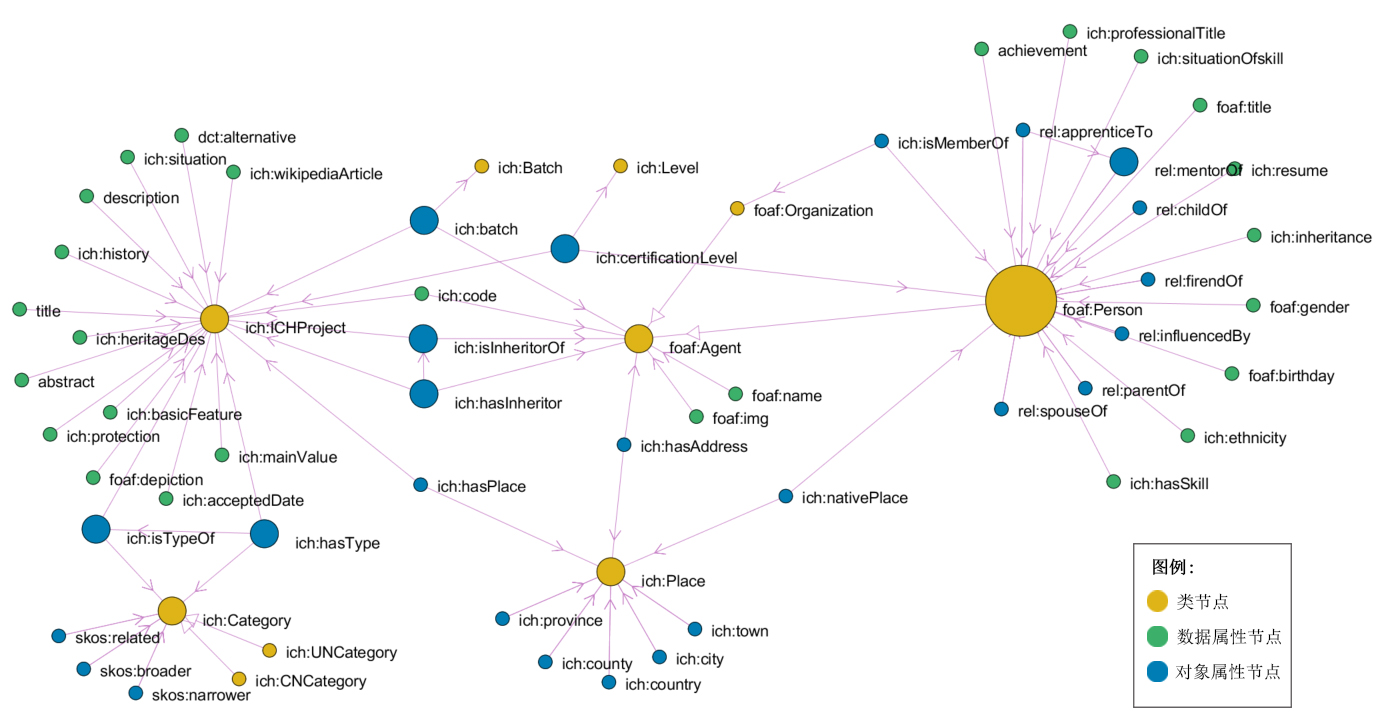 ich:professionalTitle
achievement
ich:situationOfskill
foaf:title
dct:alternative
rel:apprenticeTo
ich:isMemberOf
ich:situation
ich:wikipediaArticle
ich:Batch
ich:Level
rel:mentorOf
ich:resume
description
foaf:Organization
rel:childOf
ich:batch
ich:inheritance
ich:history
ich:certificationLevel
rel:firendOf
ich:code
title
foaf:Person
foaf:gender
ich:ICHProject
ich:heritageDes
ich:isInheritorOf
foaf:Agent
rel:influencedBy
abstract
foaf:birthday
foaf:name
rel:parentOf
ich:hasInheritor
ich:basicFeature
foaf:img
rel:spouseOf
ich:protection
ich:ethnicity
ich:hasAddress
ich:mainValue
foaf:depiction
ich:hasPlace
ich:hasSkill
ich:acceptedDate
ich:nativePlace
ich:isTypeOf
ich:hasType
ich:Place
ich:Category
ich:province
ich:town
skos:related
ich:UNCategory
ich:county
ich:city
skos:broader
ich:CNCategory
ich:country
skos:narrower
图例:
类节点
数据属性节点
对象属性节点